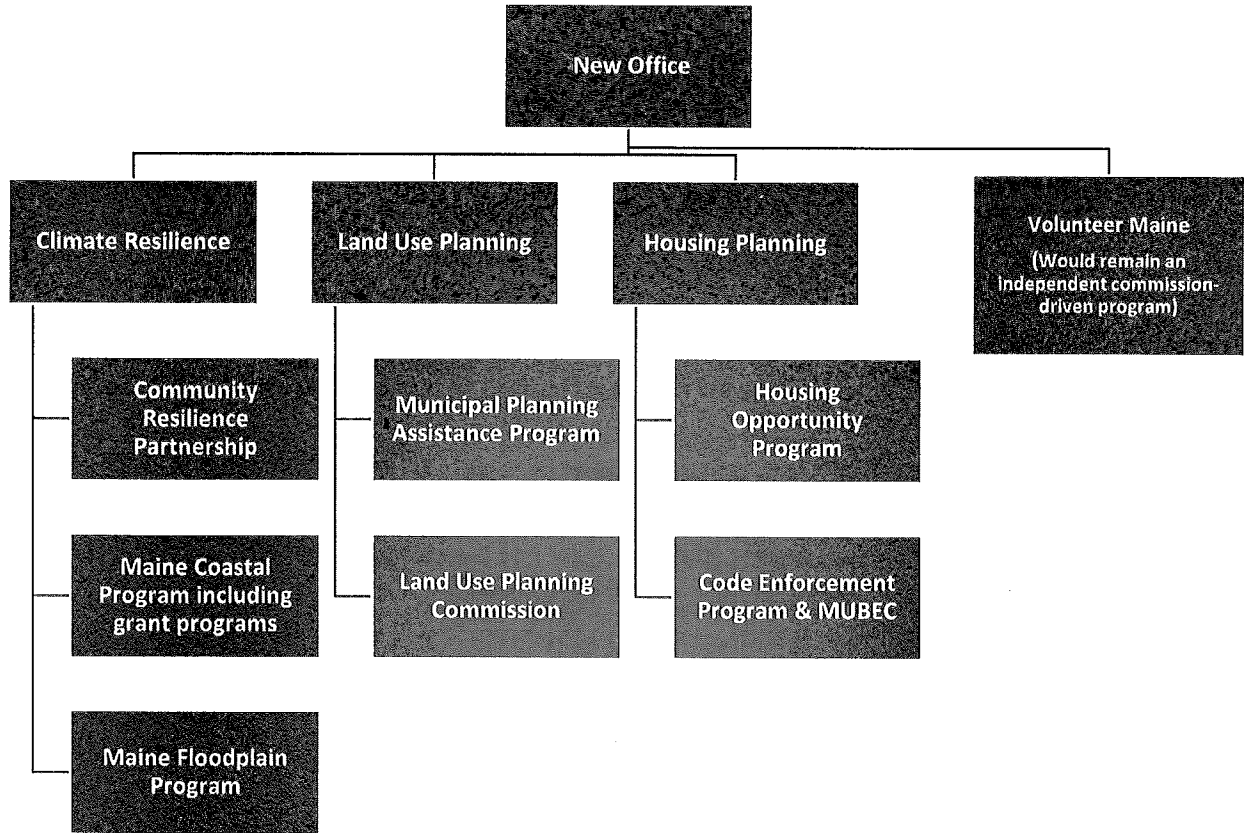 New Office
Climate Resilience
Land Use Planning
Housing Planning
Volunteer Maine
(Would remain an
independent commission-
driven program)
Community
Resilience
Partnership
Municipal Planning
Assistance Program
Housing
Opportunity
Program
Maine Coastal
Program including
grant programs
Land Use Planning
Commission
Code Enforcement
Program & MUBEC
Maine Floodplain
Program